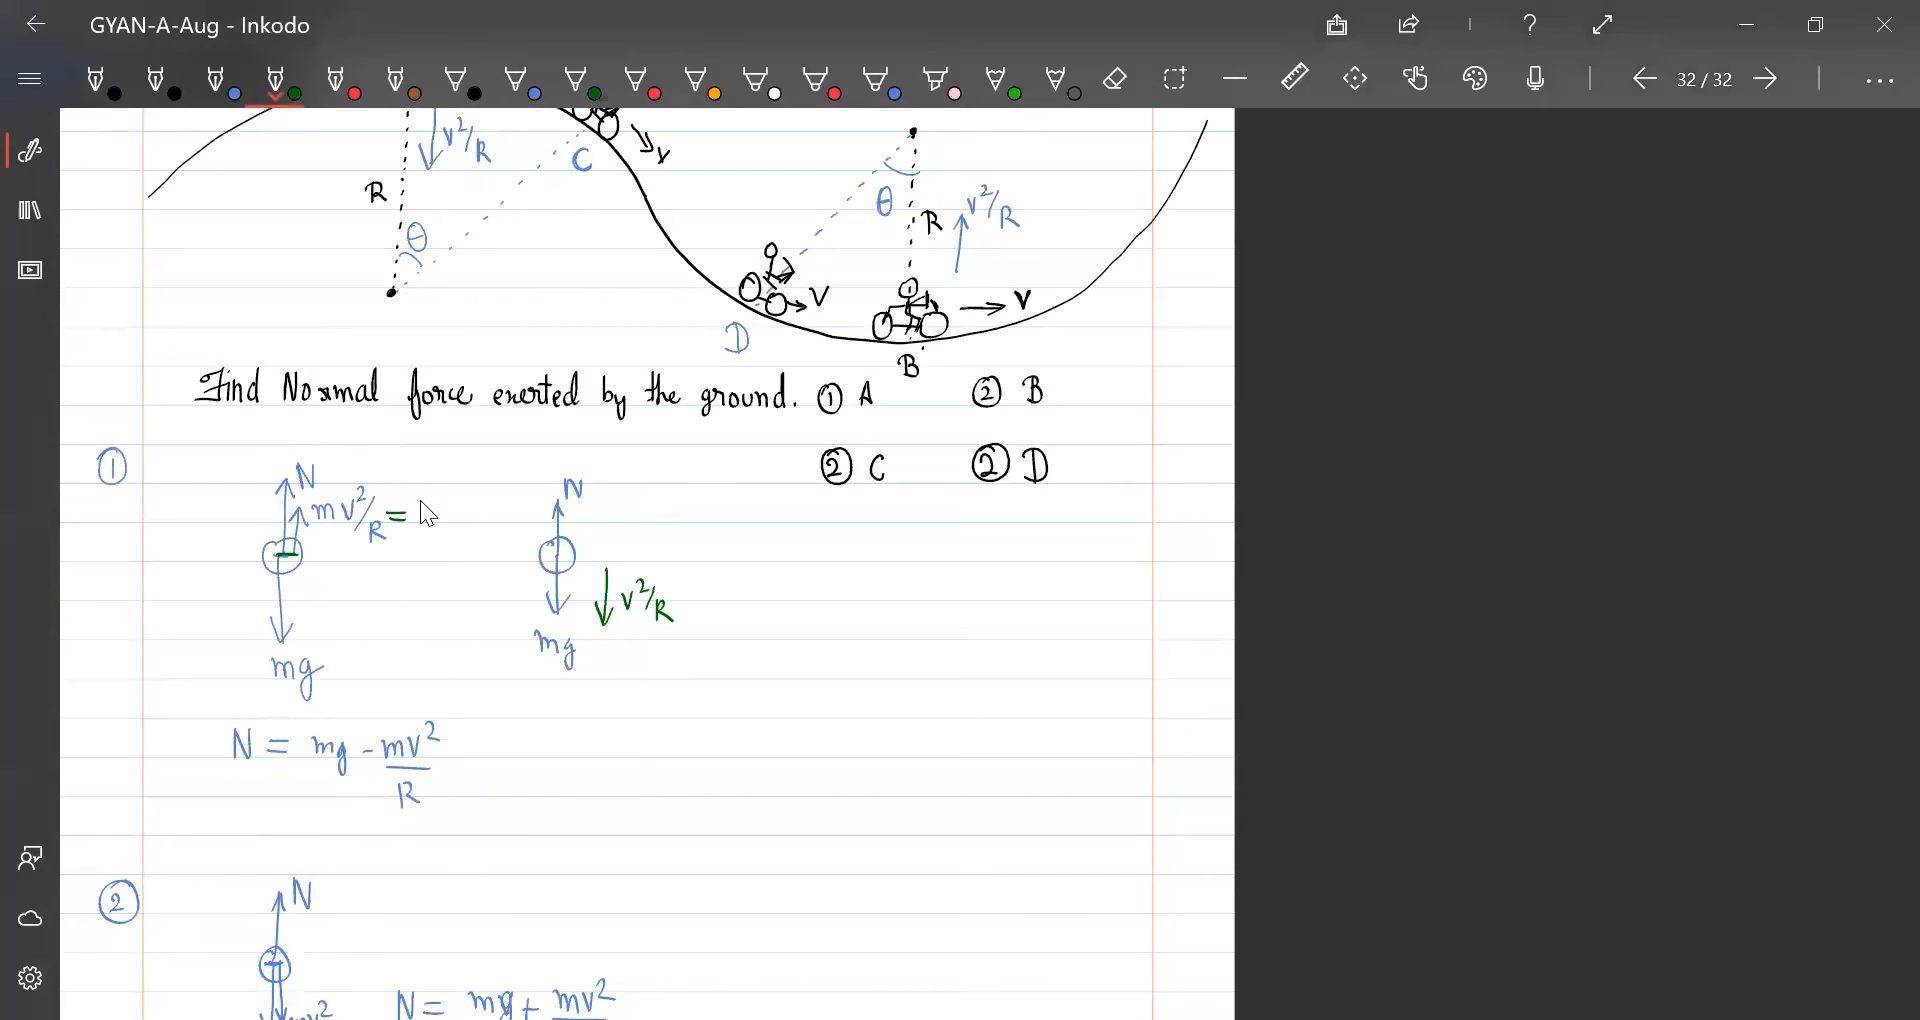 GYAN-A-Aug - Inkodo
32 / 32
V²/R
V
R
C
θ
θ
R
V²/R
V
V
D
B
Find Normal force exerted by the ground. ① A ② B
② C ② D
①
N
mV²/R =
mg
N
V²/R
mg
N = mg - mv²/R
②
N
mv²
N = mg + mv²